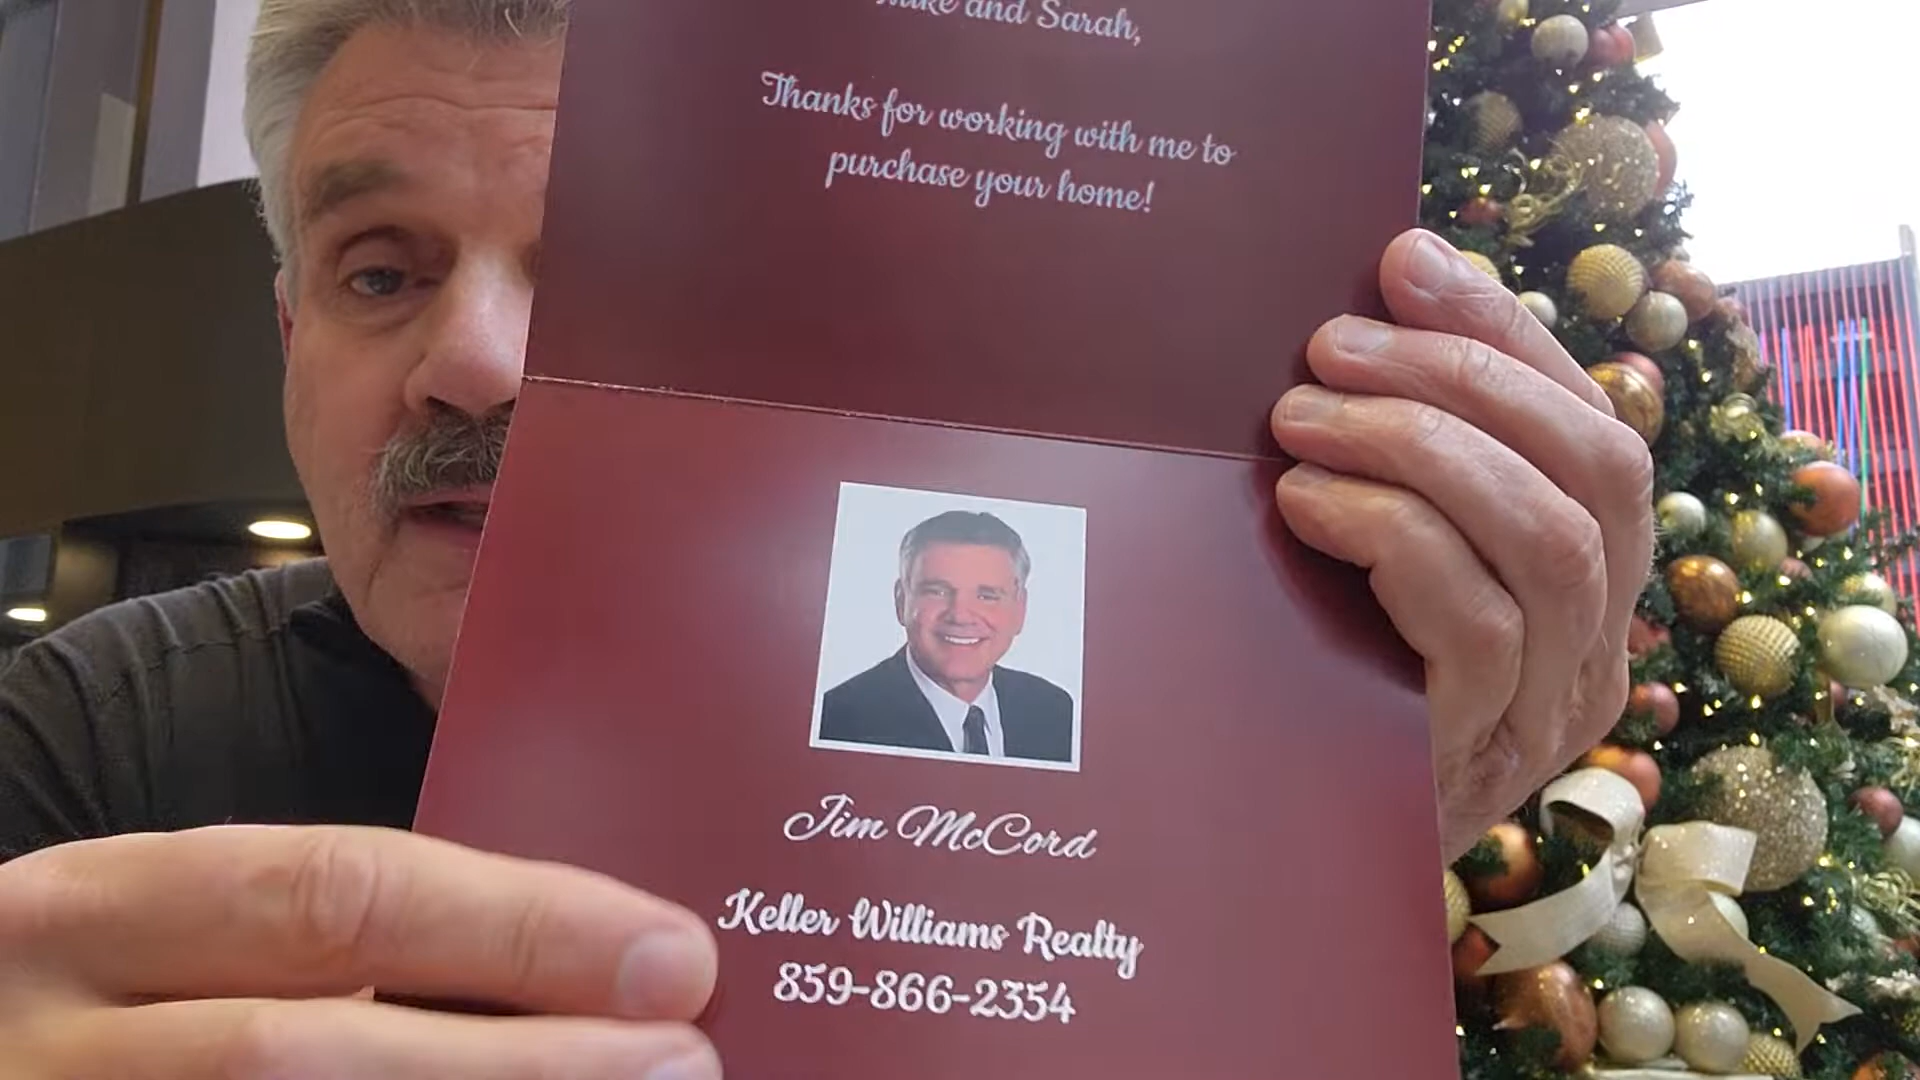 Mike and Sarah,
Thanks for working with me to
purchase your home!
Jim McCord
Keller Williams Realty
859-866-2354